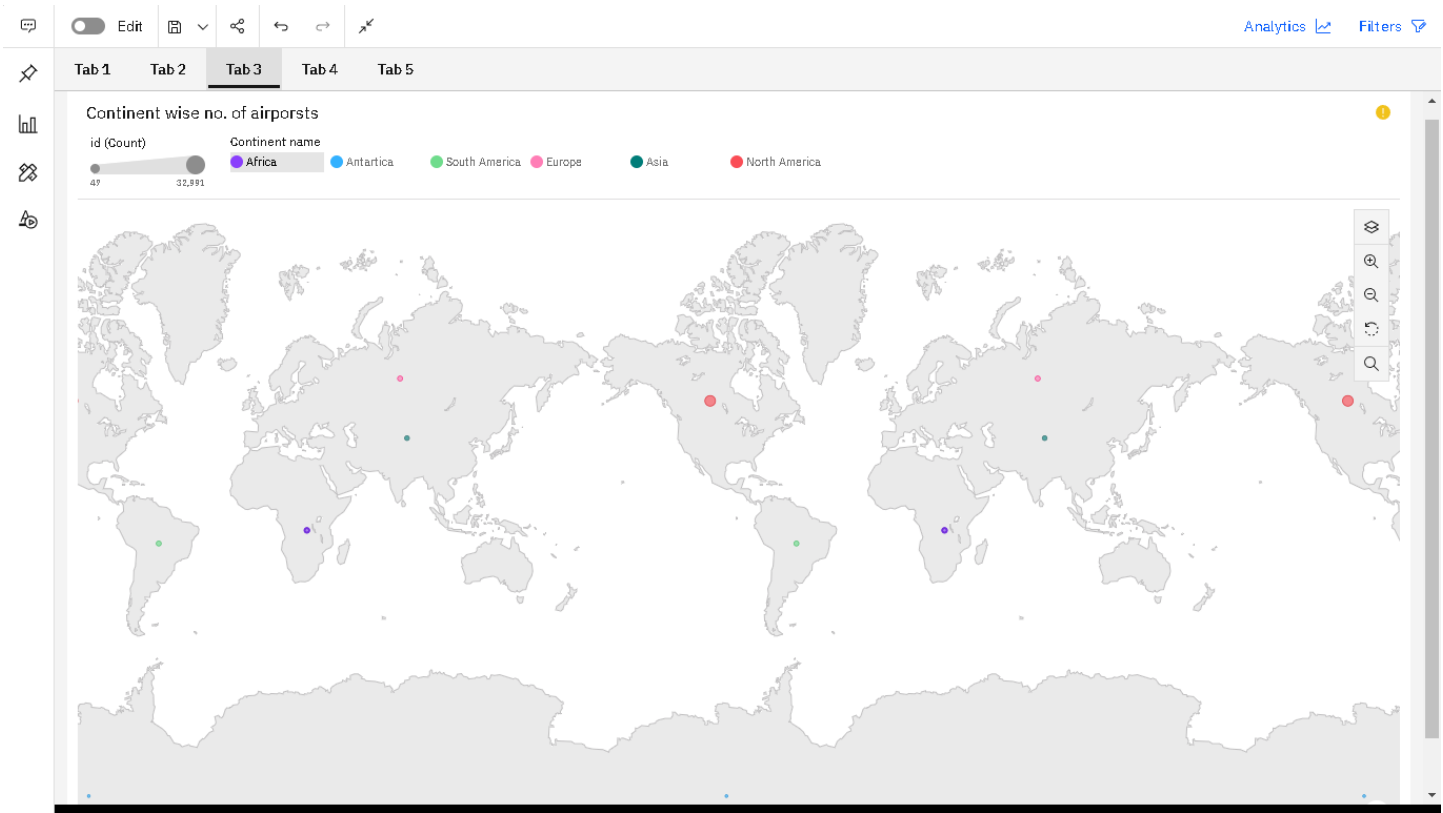 Edit
Analytics
Filters
Tab 1 Tab 2 Tab 3 Tab 4 Tab 5
Continent wise no. of airporsts
id (Count)
49 32,991
Continent name
Africa Antartica South America Europe Asia North America